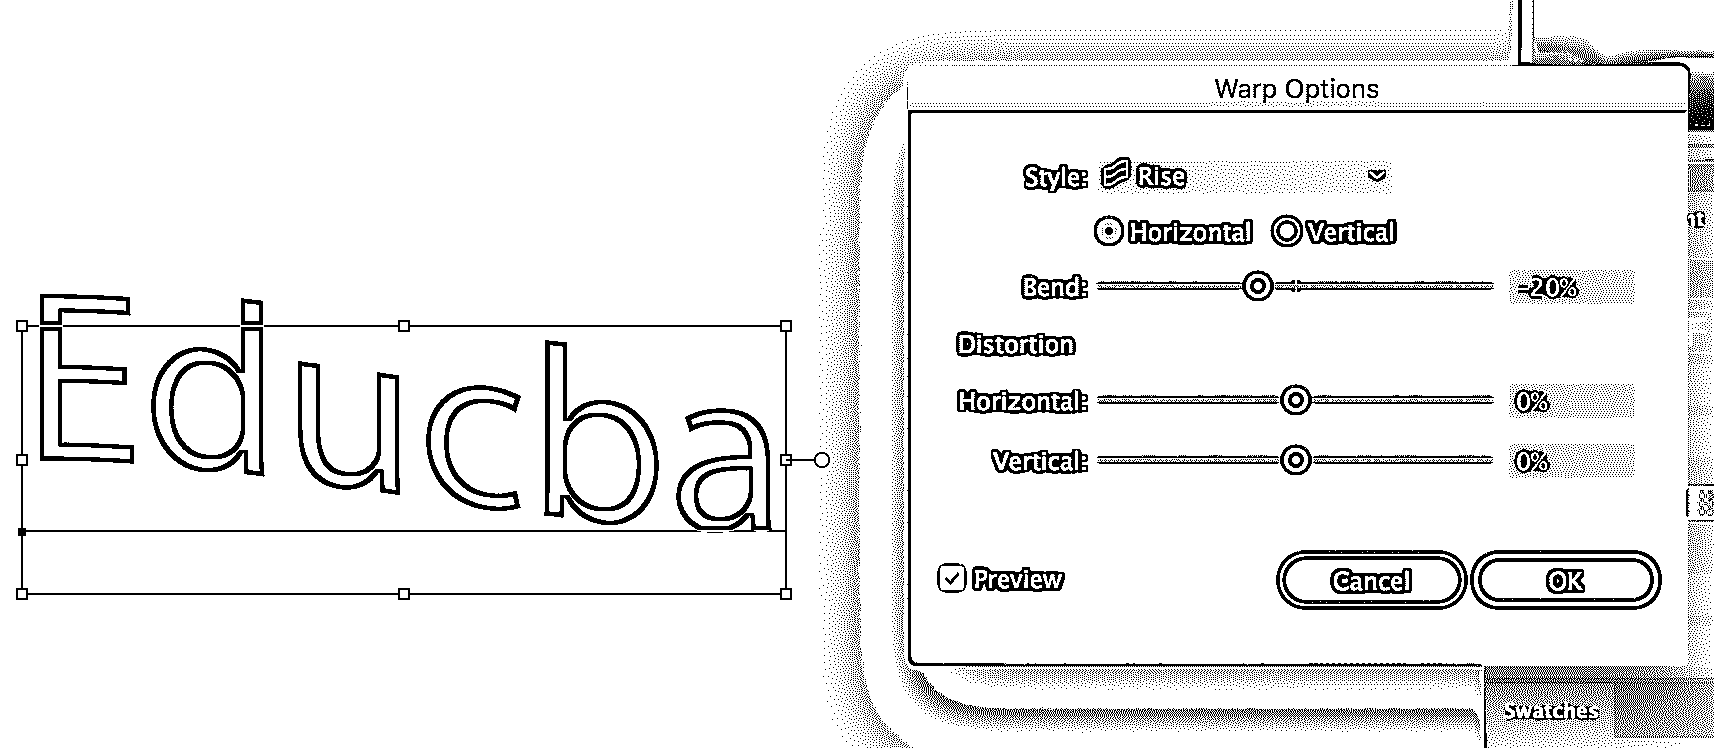 Warp Options
Style: Rise
Horizontal Vertical
Bend: -20%
Distortion
Horizontal: 0%
Vertical: 0%
Preview Cancel OK
Educba
Swatches